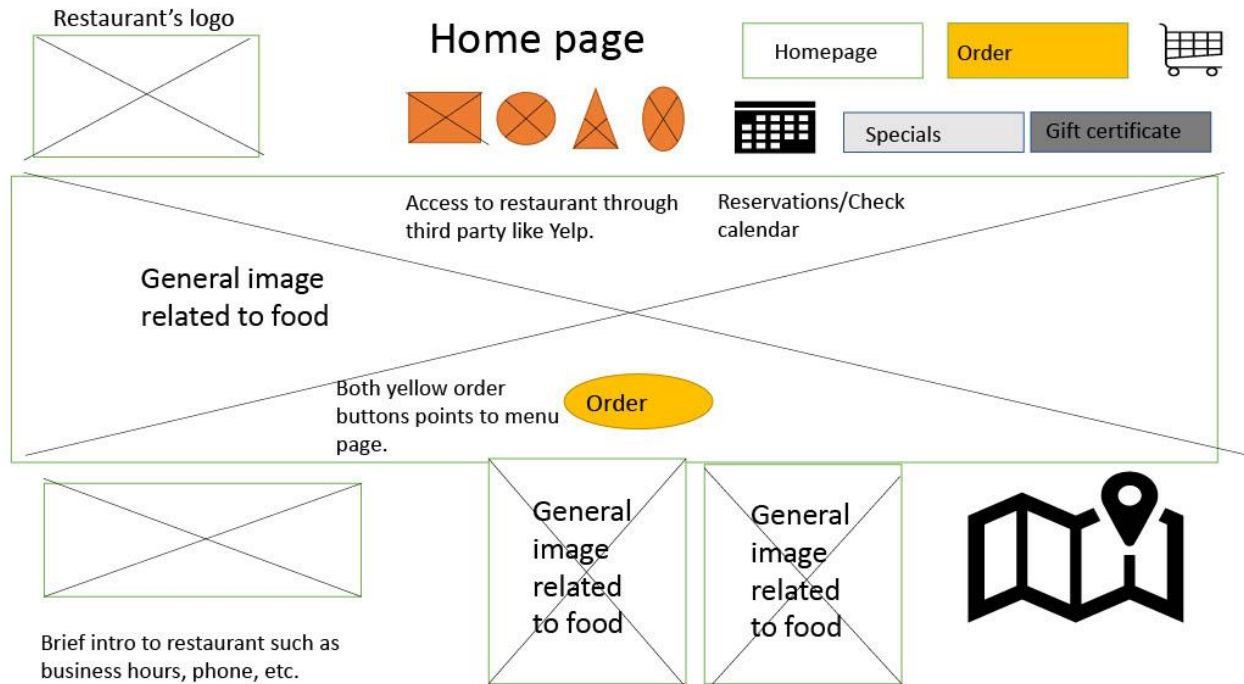 Restaurant's logo
Home page
Homepage
Order
Specials
Gift certificate
Access to restaurant through
third party like Yelp.
Reservations/Check
calendar
General image
related to food
Both yellow order
buttons points to menu
page.
Order
General
image
related
to food
General
image
related
to food
Brief intro to restaurant such as
business hours, phone, etc.